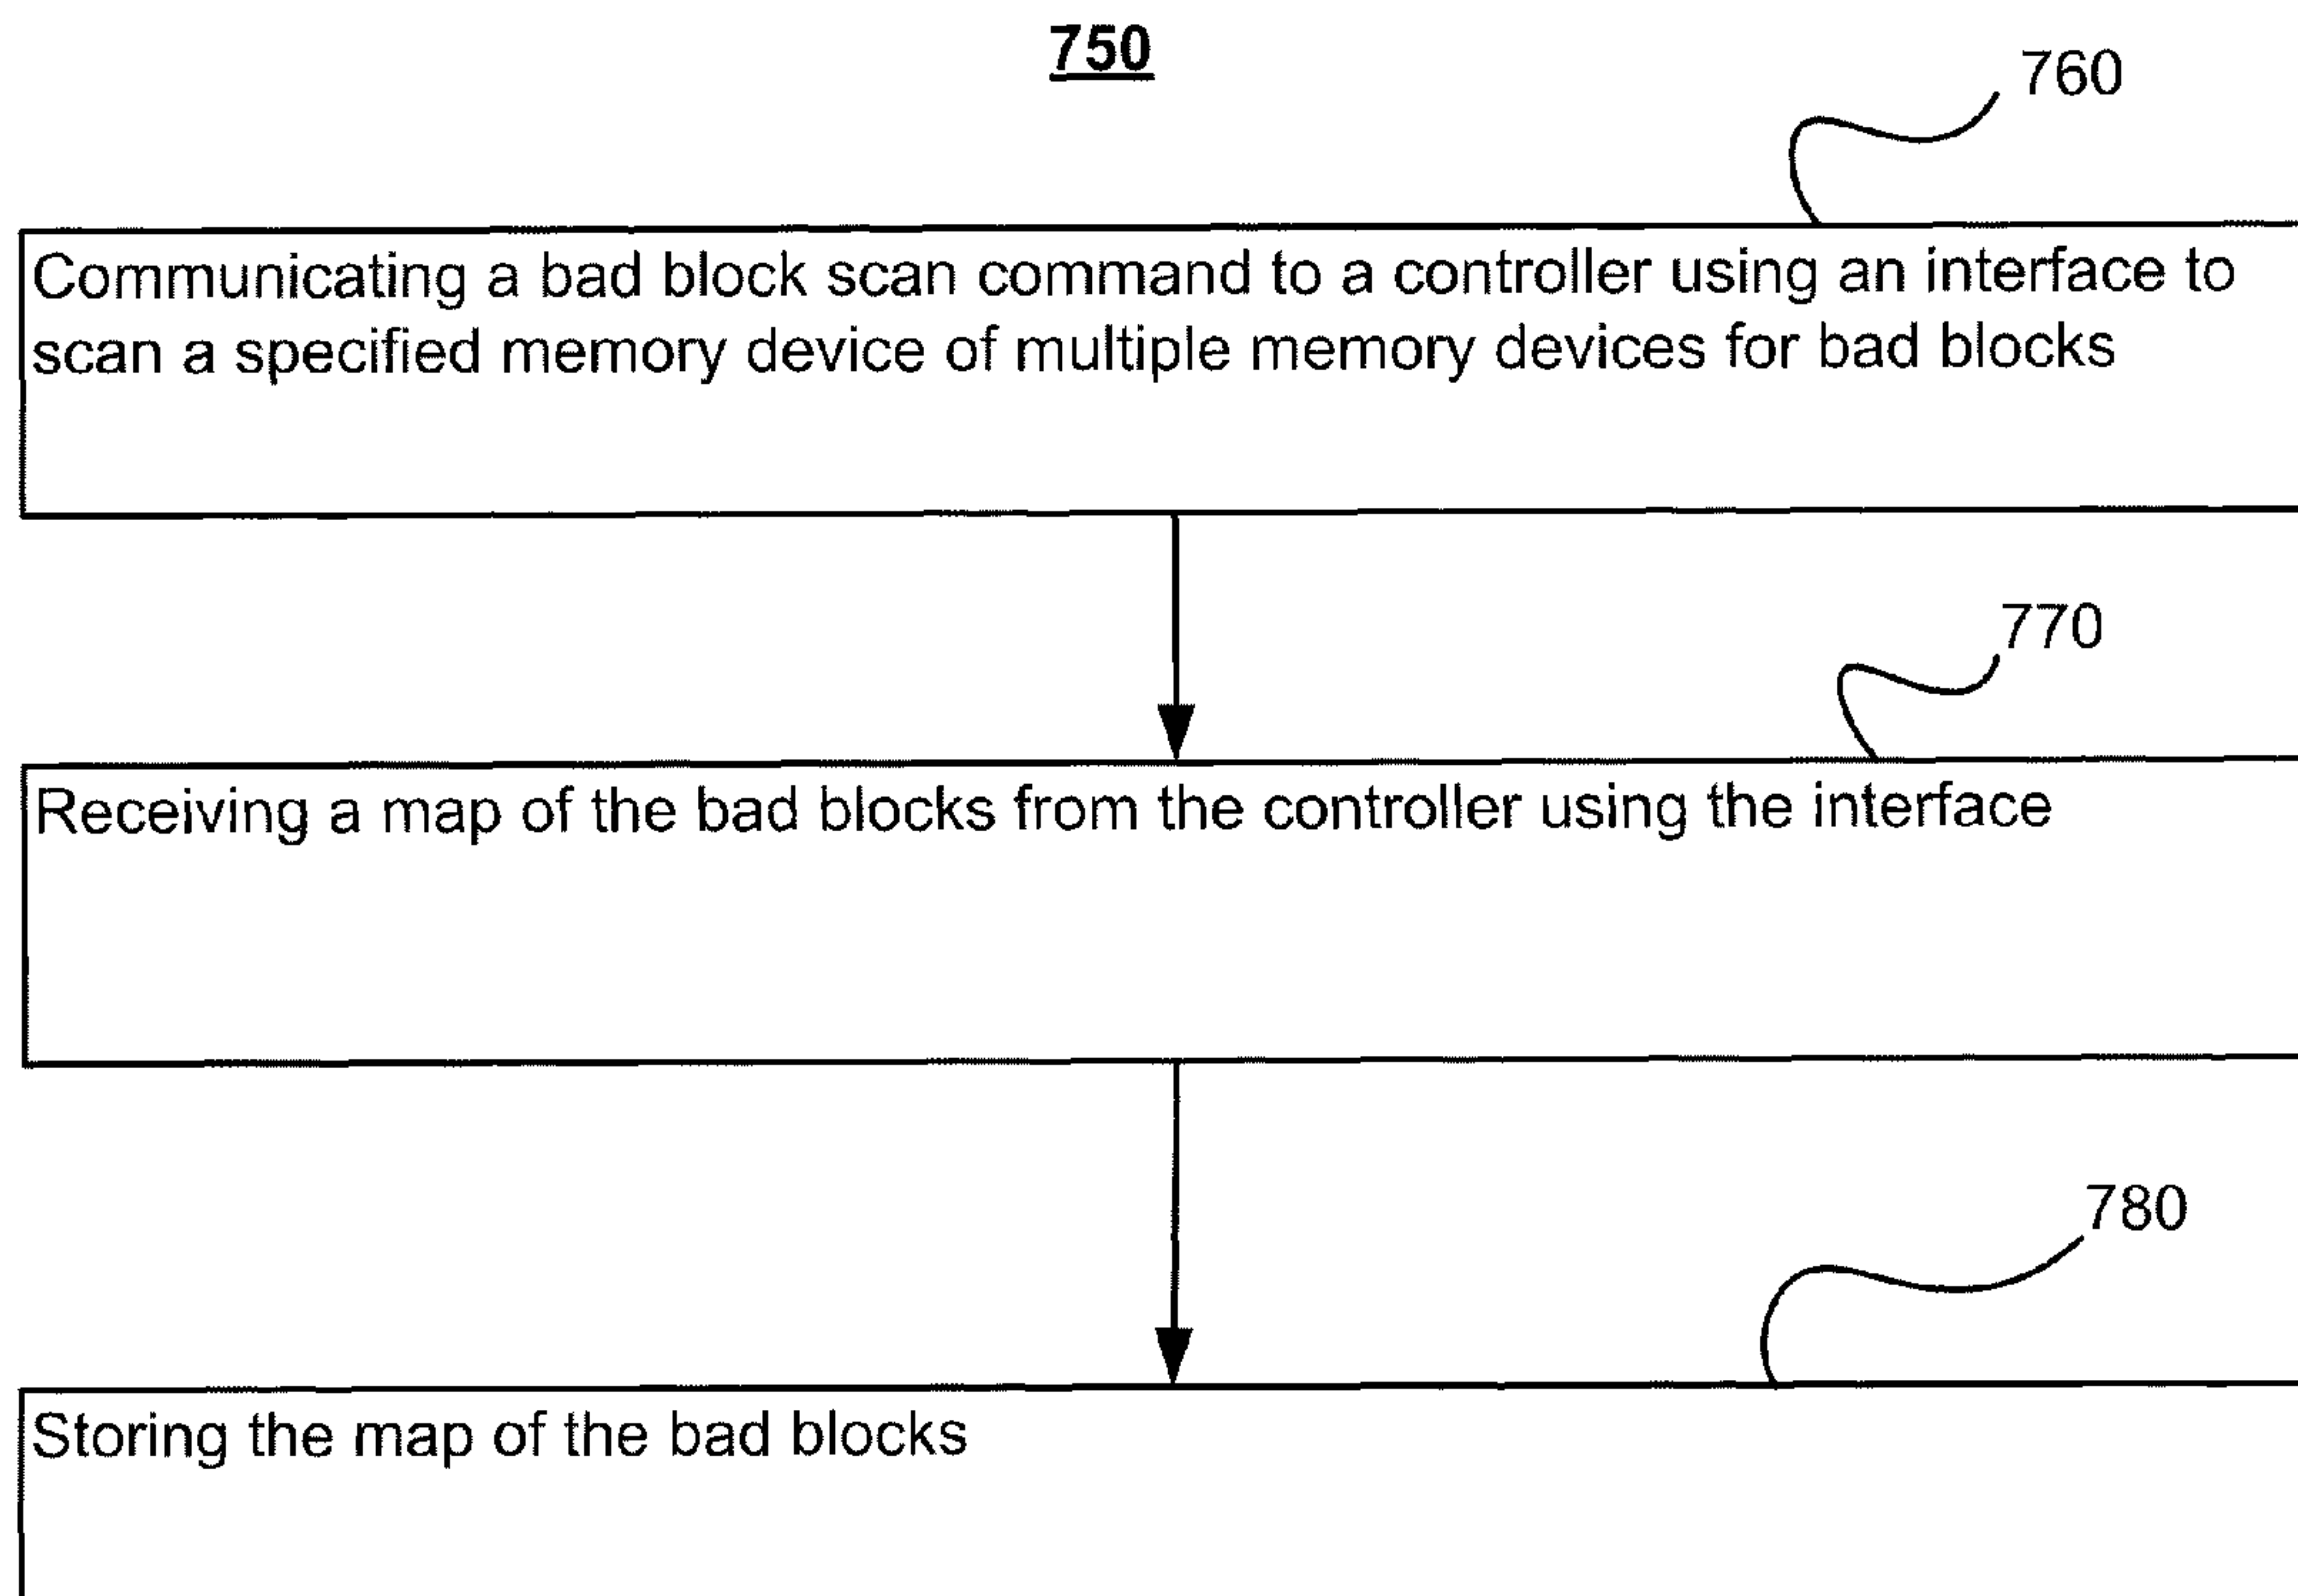 750
760
Communicating a bad block scan command to a controller using an interface to
scan a specified memory device of multiple memory devices for bad blocks
770
Receiving a map of the bad blocks from the controller using the interface
780
Storing the map of the bad blocks